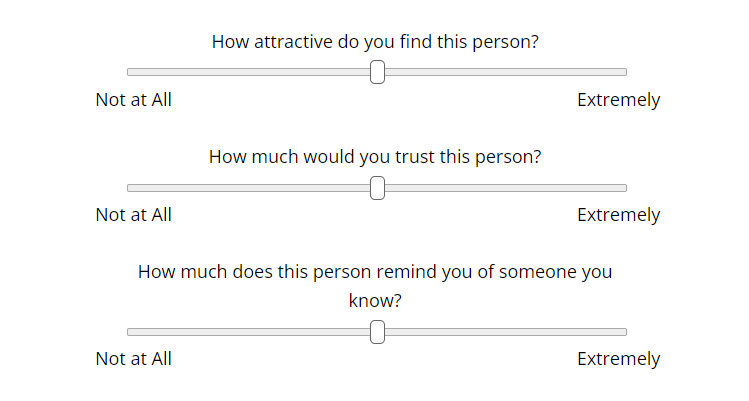 How attractive do you find this person?
Not at All Extremely
How much would you trust this person?
Not at All Extremely
How much does this person remind you of someone you
know?
Not at All Extremely